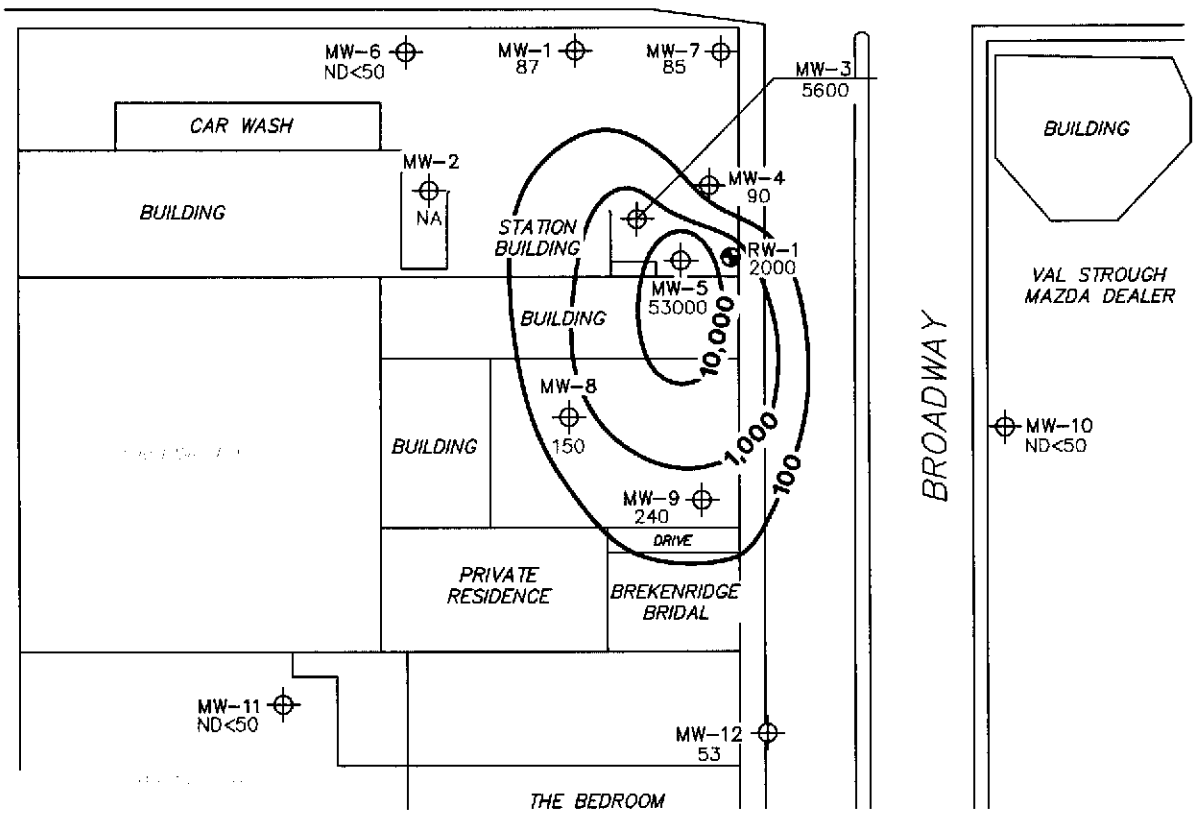 MW-6
ND<50
MW-1
87
MW-7
85
MW-3
5600
CAR WASH
BUILDING
MW-2
NA
BUILDING
MW-4
90
STATION
BUILDING
RW-1
2000
MW-5
53000
VAL STROUGH
MAZDA DEALER
BUILDING
10,000
BROADWAY
MW-8
150
BUILDING
1,000
100
MW-10
ND<50
MW-9
240
DRIVE
PRIVATE
RESIDENCE
BREKENRIDGE
BRIDAL
MW-11
ND<50
MW-12
53
THE BEDROOM